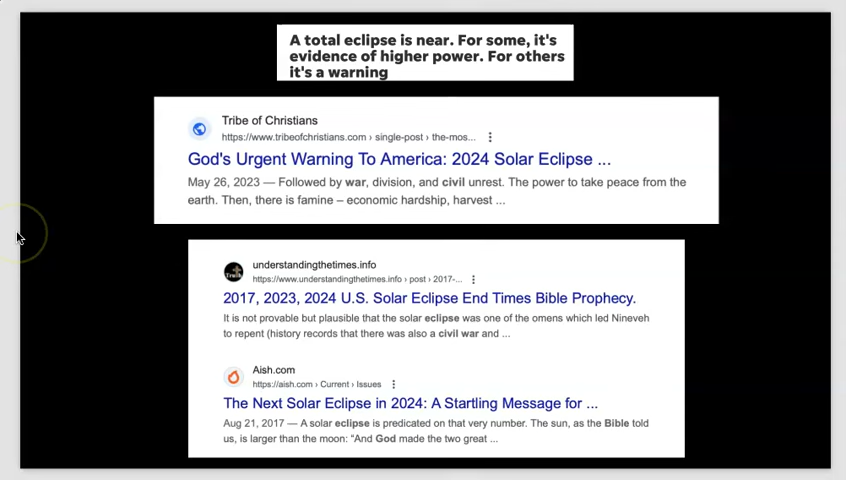 A total eclipse is near. For some, it's
evidence of higher power. For others
it's a warning
Tribe of Christians
https://www.tribeofchristians.com › single-post › the-mos...
God's Urgent Warning To America: 2024 Solar Eclipse ...
May 26, 2023 — Followed by war, division, and civil unrest. The power to take peace from the
earth. Then, there is famine – economic hardship, harvest ...
understandingthetimes.info
https://www.understandingthetimes.info › post › 2017-...
2017, 2023, 2024 U.S. Solar Eclipse End Times Bible Prophecy.
It is not provable but plausible that the solar eclipse was one of the omens which led Nineveh
to repent (history records that there was also a civil war and ...
Aish.com
https://aish.com › Current › Issues
The Next Solar Eclipse in 2024: A Startling Message for ...
Aug 21, 2017 — A solar eclipse is predicated on that very number. The sun, as the Bible told
us, is larger than the moon: "And God made the two great ...